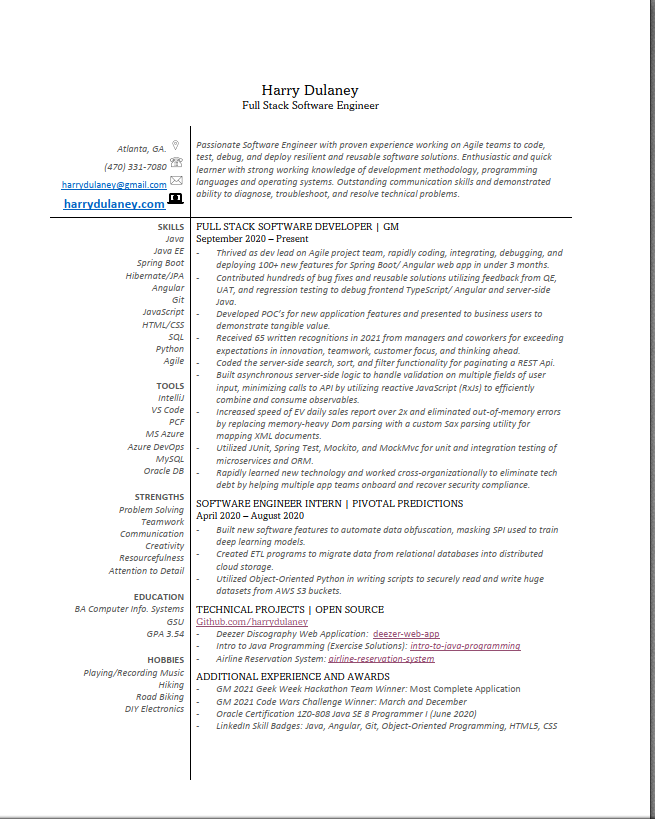 Harry Dulaney
Full Stack Software Engineer
Atlanta, GA.
(470) 331-7080
harrydulaney@gmail.com
harrydulaney.com
Passionate Software Engineer with proven experience working on Agile teams to code,
test, debug, and deploy resilient and reusable software solutions. Enthusiastic and quick
learner with strong working knowledge of development methodology, programming
languages and operating systems. Outstanding communication skills and demonstrated
ability to diagnose, troubleshoot, and resolve technical problems.
SKILLS
Java
Java EE
Spring Boot
Hibernate/JPA
Angular
Git
JavaScript
HTML/CSS
SQL
Python
Agile
TOOLS
IntelliJ
VS Code
PCF
MS Azure
Azure DevOps
MySQL
Oracle DB
STRENGTHS
Problem Solving
Teamwork
Communication
Creativity
Resourcefulness
Attention to Detail
EDUCATION
BA Computer Info. Systems
GSU
GPA 3.54
HOBBIES
Playing/Recording Music
Hiking
Road Biking
DIY Electronics
FULL STACK SOFTWARE DEVELOPER | GM
September 2020 – Present
- Thrived as dev lead on Agile project team, rapidly coding, integrating, debugging, and
deploying 100+ new features for Spring Boot/ Angular web app in under 3 months.
- Contributed hundreds of bug fixes and reusable solutions utilizing feedback from QE,
UAT, and regression testing to debug frontend TypeScript/ Angular and server-side
Java.
- Developed POC's for new application features and presented to business users to
demonstrate tangible value.
- Received 65 written recognitions in 2021 from managers and coworkers for exceeding
expectations in innovation, teamwork, customer focus, and thinking ahead.
- Coded the server-side search, sort, and filter functionality for paginating a REST Api.
- Built asynchronous server-side logic to handle validation on multiple fields of user
input, minimizing calls to API by utilizing reactive JavaScript (RxJs) to efficiently
combine and consume observables.
- Increased speed of EV daily sales report over 2x and eliminated out-of-memory errors
by replacing memory-heavy Dom parsing with a custom Sax parsing utility for
mapping XML documents.
- Utilized JUnit, Spring Test, Mockito, and MockMvc for unit and integration testing of
microservices and ORM.
- Rapidly learned new technology and worked cross-organizationally to eliminate tech
debt by helping multiple app teams onboard and recover security compliance.
SOFTWARE ENGINEER INTERN | PIVOTAL PREDICTIONS
April 2020 – August 2020
- Built new software features to automate data obfuscation, masking SPI used to train
deep learning models.
- Created ETL programs to migrate data from relational databases into distributed
cloud storage.
- Utilized Object-Oriented Python in writing scripts to securely read and write huge
datasets from AWS S3 buckets.
TECHNICAL PROJECTS | OPEN SOURCE
Github.com/harrydulaney
- Deezer Discography Web Application: deezer-web-app
- Intro to Java Programming (Exercise Solutions): intro-to-java-programming
- Airline Reservation System: airline-reservation-system
ADDITIONAL EXPERIENCE AND AWARDS
- GM 2021 Geek Week Hackathon Team Winner: Most Complete Application
- GM 2021 Code Wars Challenge Winner: March and December
- Oracle Certification 1Z0-808 Java SE 8 Programmer I (June 2020)
- LinkedIn Skill Badges: Java, Angular, Git, Object-Oriented Programming, HTML5, CSS